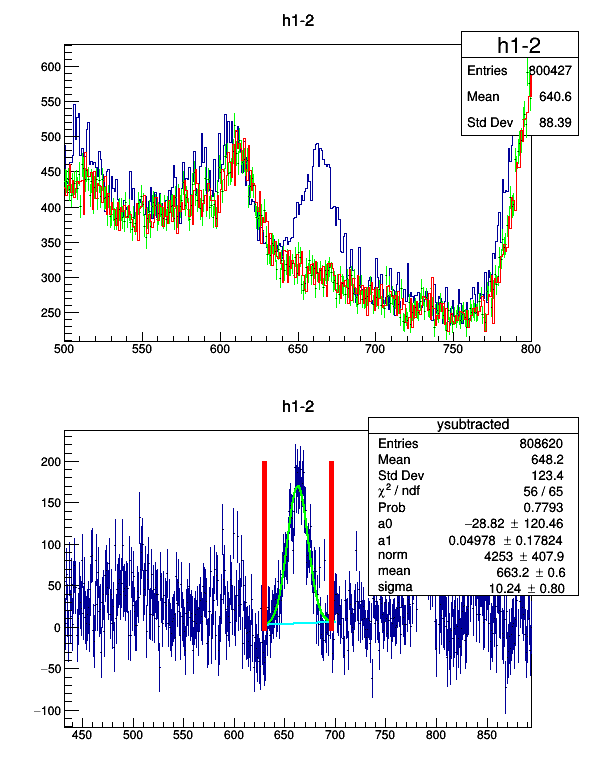 h1-2
h1-2
Entries 800427
Mean 640.6
Std Dev 88.39
600
550
500
450
400
350
300
250
500 550 600 650 700 750 800
h1-2
ysubtracted
Entries 808620
Mean 648.2
Std Dev 123.4
χ² / ndf 56 / 65
Prob 0.7793
a0 −28.82 ± 120.46
a1 0.04978 ± 0.17824
norm 4253 ± 407.9
mean 663.2 ± 0.6
sigma 10.24 ± 0.80
200
150
100
50
0
−50
−100
450 500 550 600 650 700 750 800 850